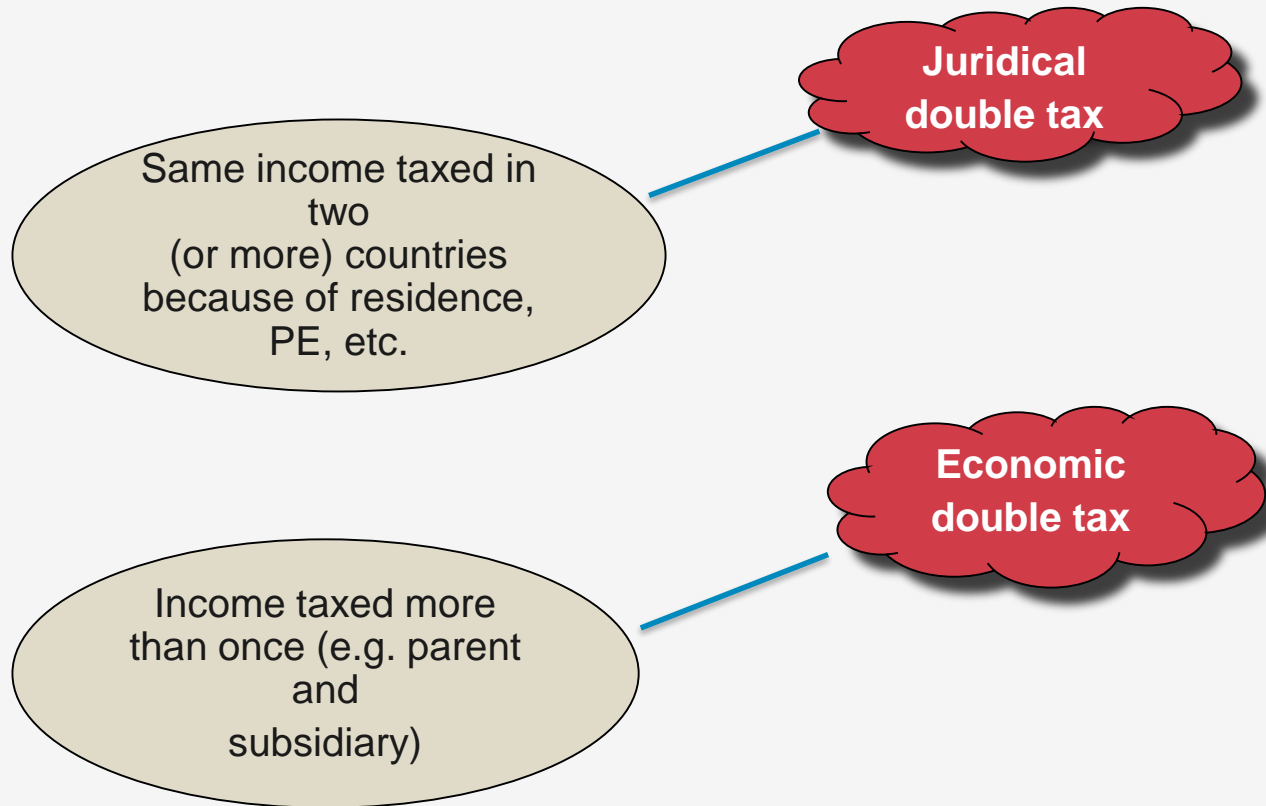 Juridical
double tax
Same income taxed in
two
(or more) countries
because of residence,
PE, etc.
Economic
double tax
Income taxed more
than once (e.g. parent
and
subsidiary)